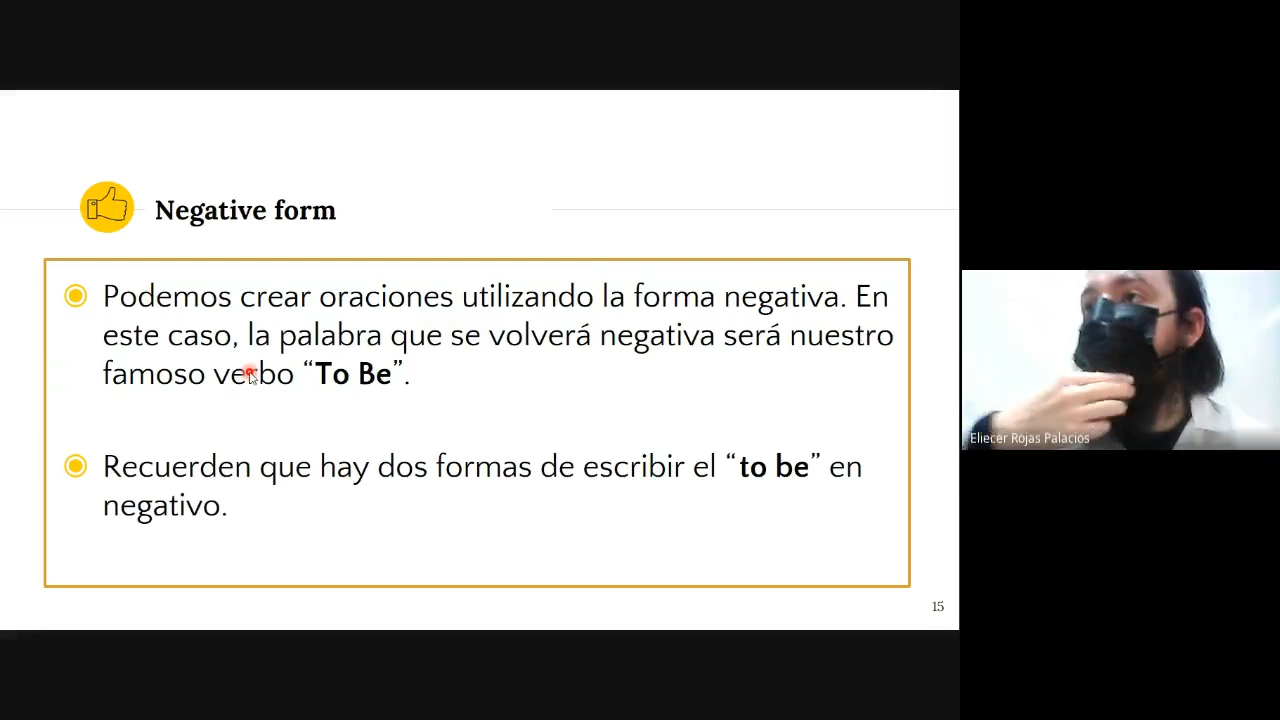 Negative form
Podemos crear oraciones utilizando la forma negativa. En
este caso, la palabra que se volverá negativa será nuestro
famoso verbo “To Be”.
Recuerden que hay dos formas de escribir el “to be” en
negativo.
15
Eliecer Rojas Palacios